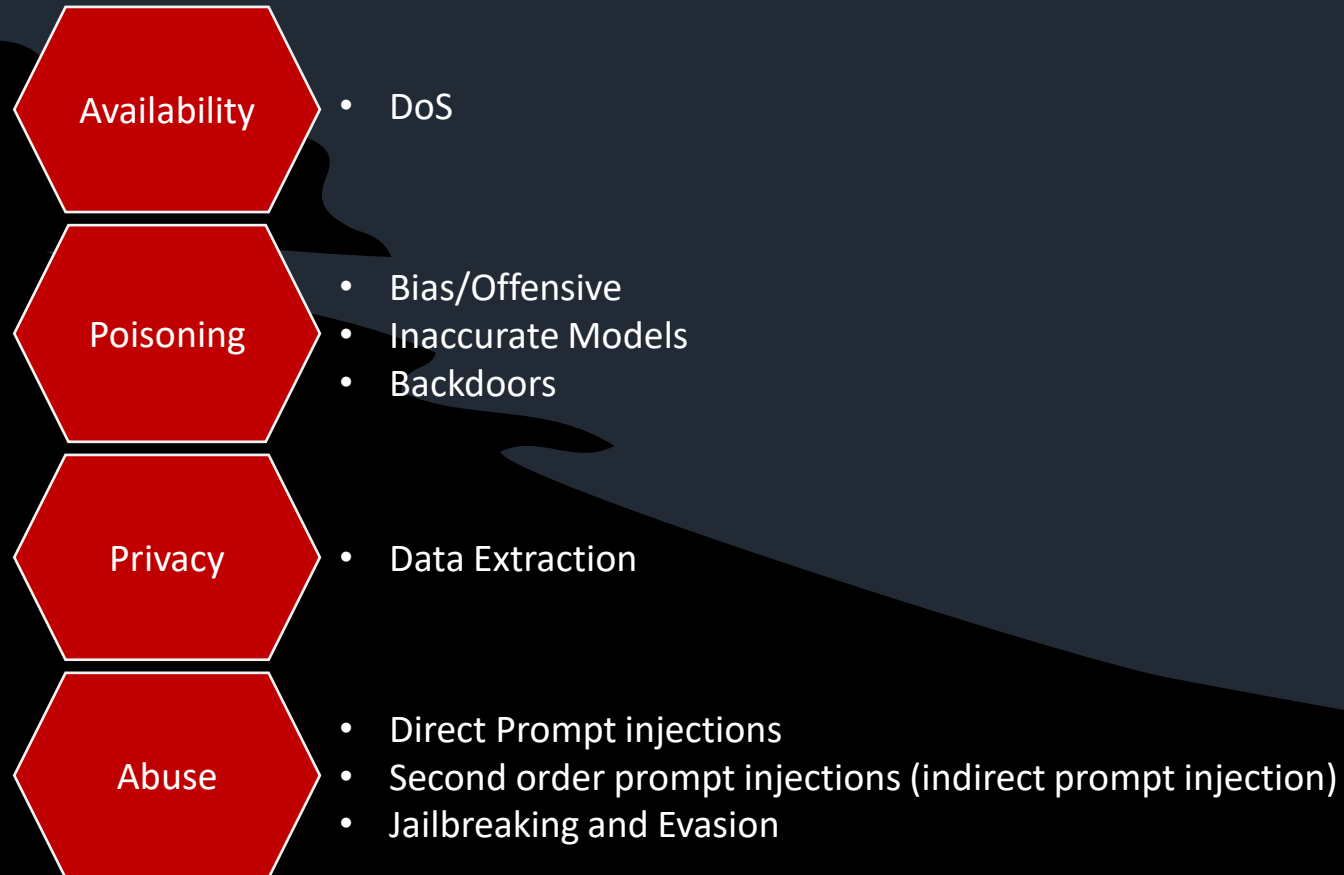 Availability
• DoS
Poisoning
• Bias/Offensive
• Inaccurate Models
• Backdoors
Privacy
• Data Extraction
Abuse
• Direct Prompt injections
• Second order prompt injections (indirect prompt injection)
• Jailbreaking and Evasion